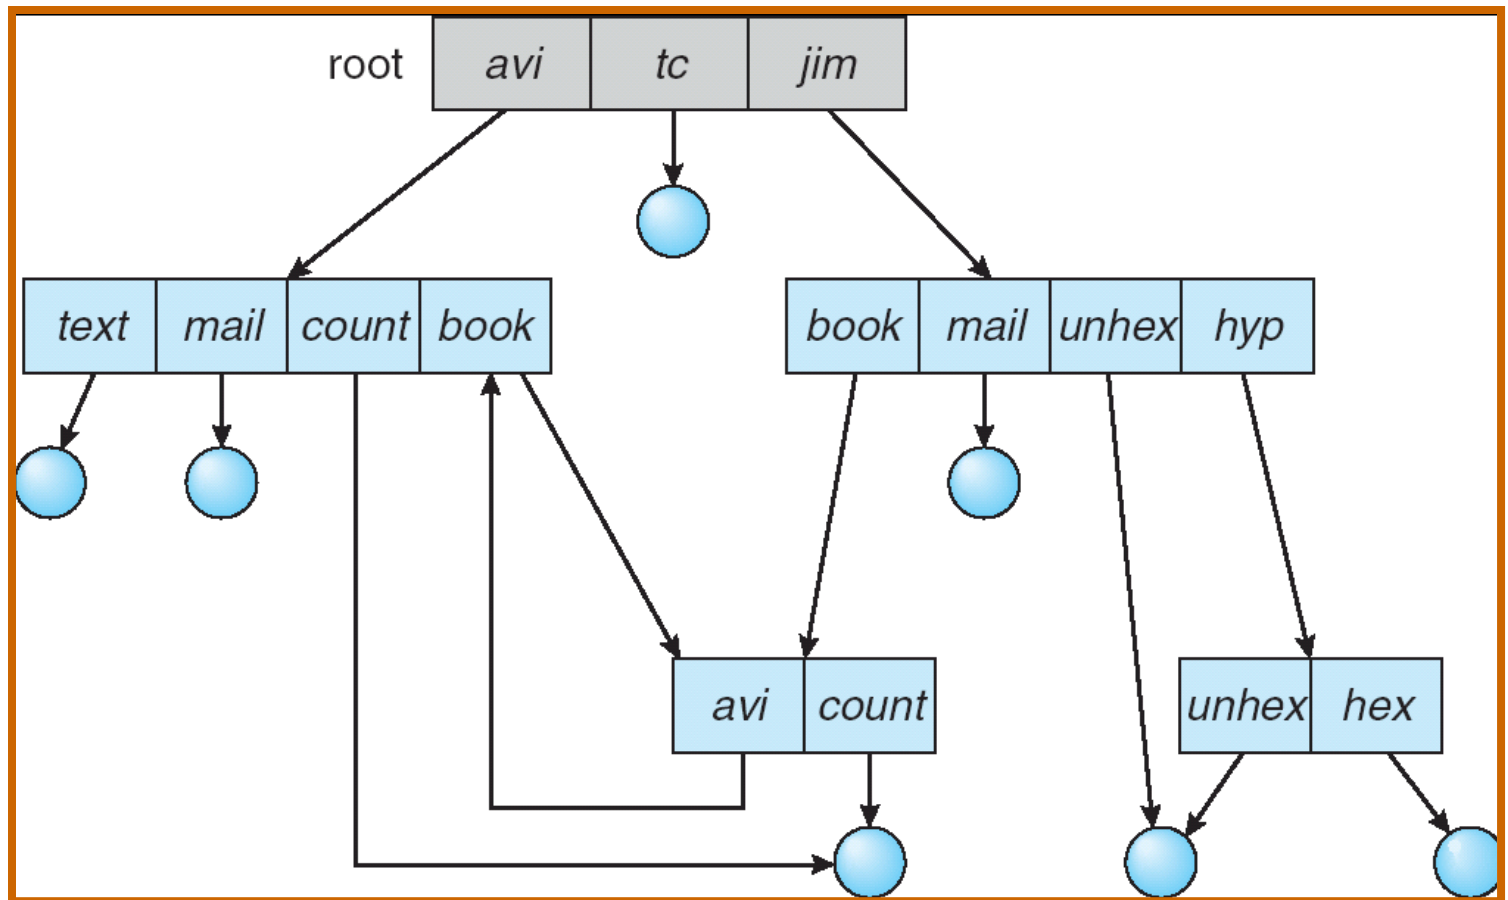 root avi tc jim
text mail count book book mail unhex hyp
avi count unhex hex